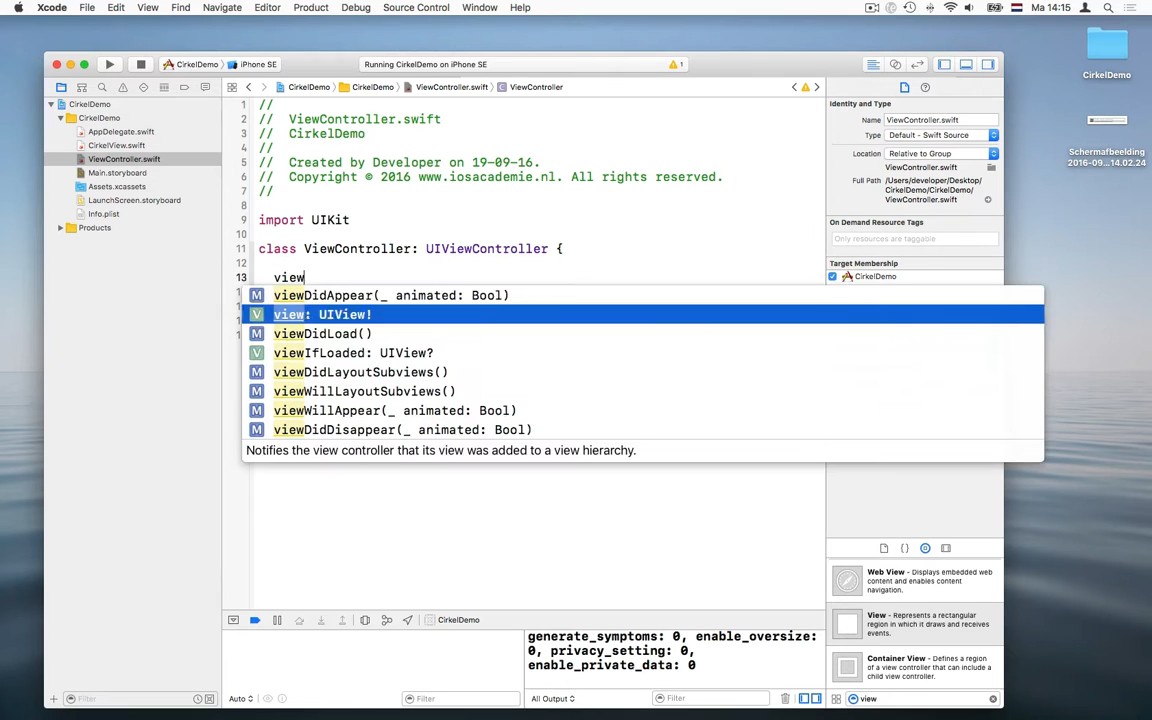 Xcode File Edit View Find Navigate Editor Product Debug Source Control Window Help Ma 14:15
CirkelDemo iPhone SE Running CirkelDemo on iPhone SE 1
CirkelDemo CirkelDemo ViewController.swift ViewController
CirkelDemo
CirkelDemo
AppDelegate.swift
CirkelView.swift
ViewController.swift
Main.storyboard
Assets.xcassets
LaunchScreen.storyboard
Info.plist
Products
1 //
2 // ViewController.swift
3 // CirkelDemo
4 //
5 // Created by Developer on 19-09-16.
6 // Copyright © 2016 www.iosacademie.nl. All rights reserved.
7 //
8
9 import UIKit
10
11 class ViewController: UIViewController {
12
13 view
M viewDidAppear(_ animated: Bool)
V view: UIView!
M viewDidLoad()
V viewIfLoaded: UIView?
M viewDidLayoutSubviews()
M viewWillLayoutSubviews()
M viewWillAppear(_ animated: Bool)
M viewDidDisappear(_ animated: Bool)
Notifies the view controller that its view was added to a view hierarchy.
Identity and Type
Name ViewController.swift
Type Default - Swift Source
Location Relative to Group
ViewController.swift
Full Path /Users/developer/Desktop/
CirkelDemo/CirkelDemo/
ViewController.swift
On Demand Resource Tags
Only resources are taggable
Target Membership
CirkelDemo
Web View - Displays embedded web
content and enables content
navigation.
View - Represents a rectangular
region in which it draws and receives
events.
Container View - Defines a region
of a view controller that can include a
child view controller.
view
CirkelDemo
generate_symptoms: 0, enable_oversize:
0, privacy_setting: 0,
enable_private_data: 0
Filter
Auto
Filter
All Output
Filter
CirkelDemo
Schermafbeelding
2016-09...14.02.24